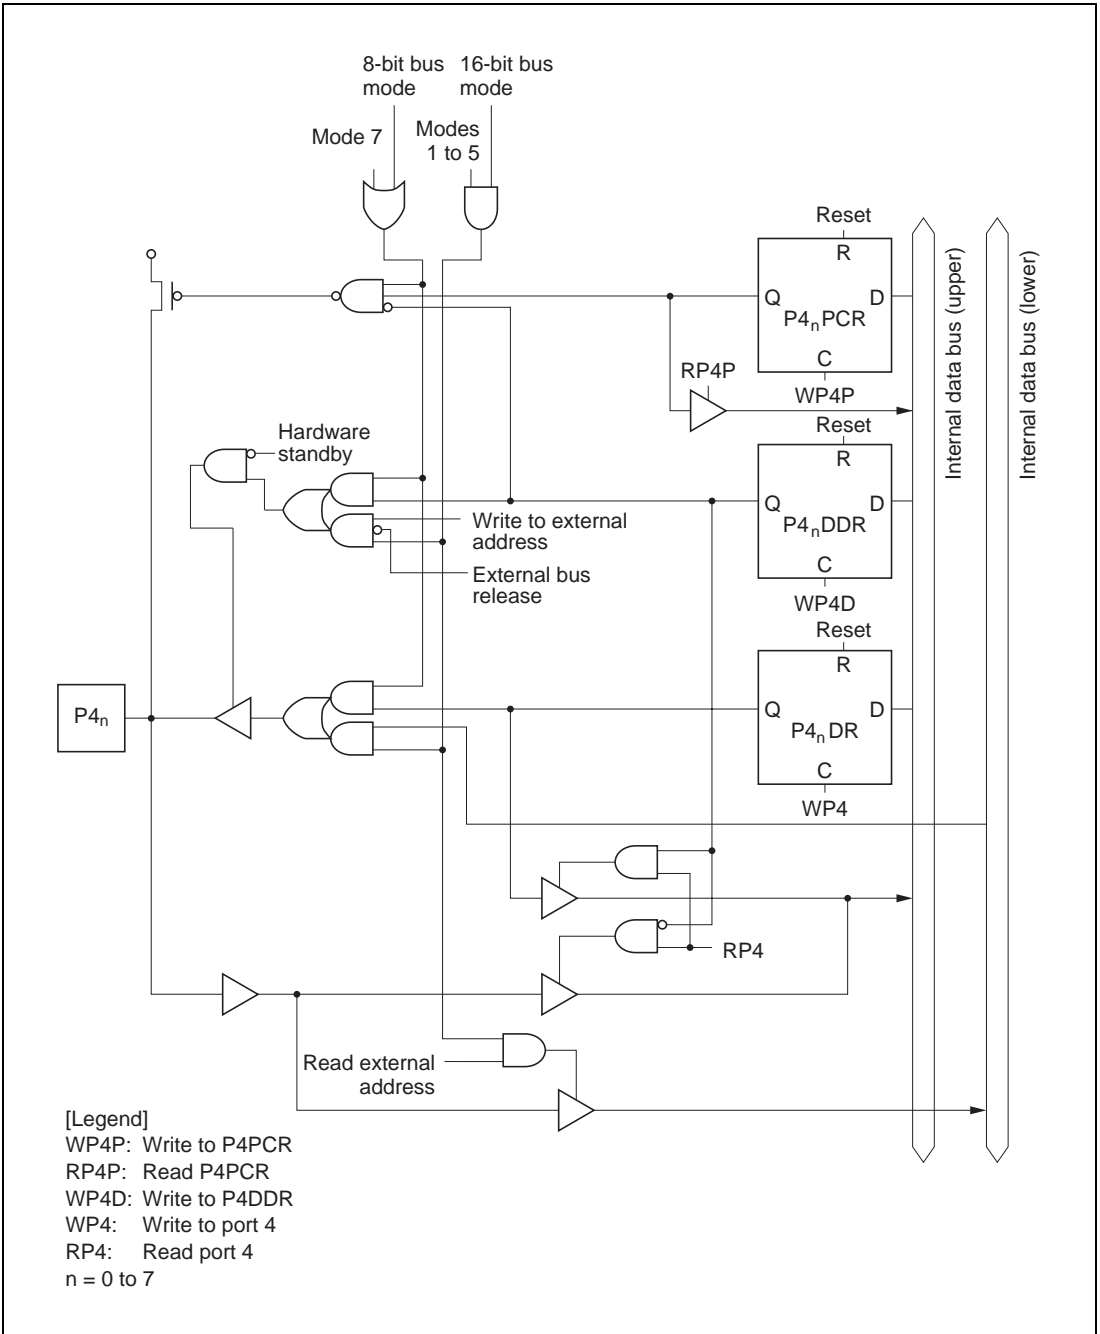 8-bit bus 16-bit bus
mode mode
Mode 7 Modes
1 to 5
Reset
R
Q D
P4nPCR
C
RP4P
WP4P
Reset
R
Hardware
standby
Q D
P4nDDR
Write to external
address
C
External bus
release
WP4D
Reset
R
P4n
Q D
P4nDR
C
WP4
RP4
Read external
address
Internal data bus (upper)
Internal data bus (lower)
[Legend]
WP4P: Write to P4PCR
RP4P: Read P4PCR
WP4D: Write to P4DDR
WP4: Write to port 4
RP4: Read port 4
n = 0 to 7